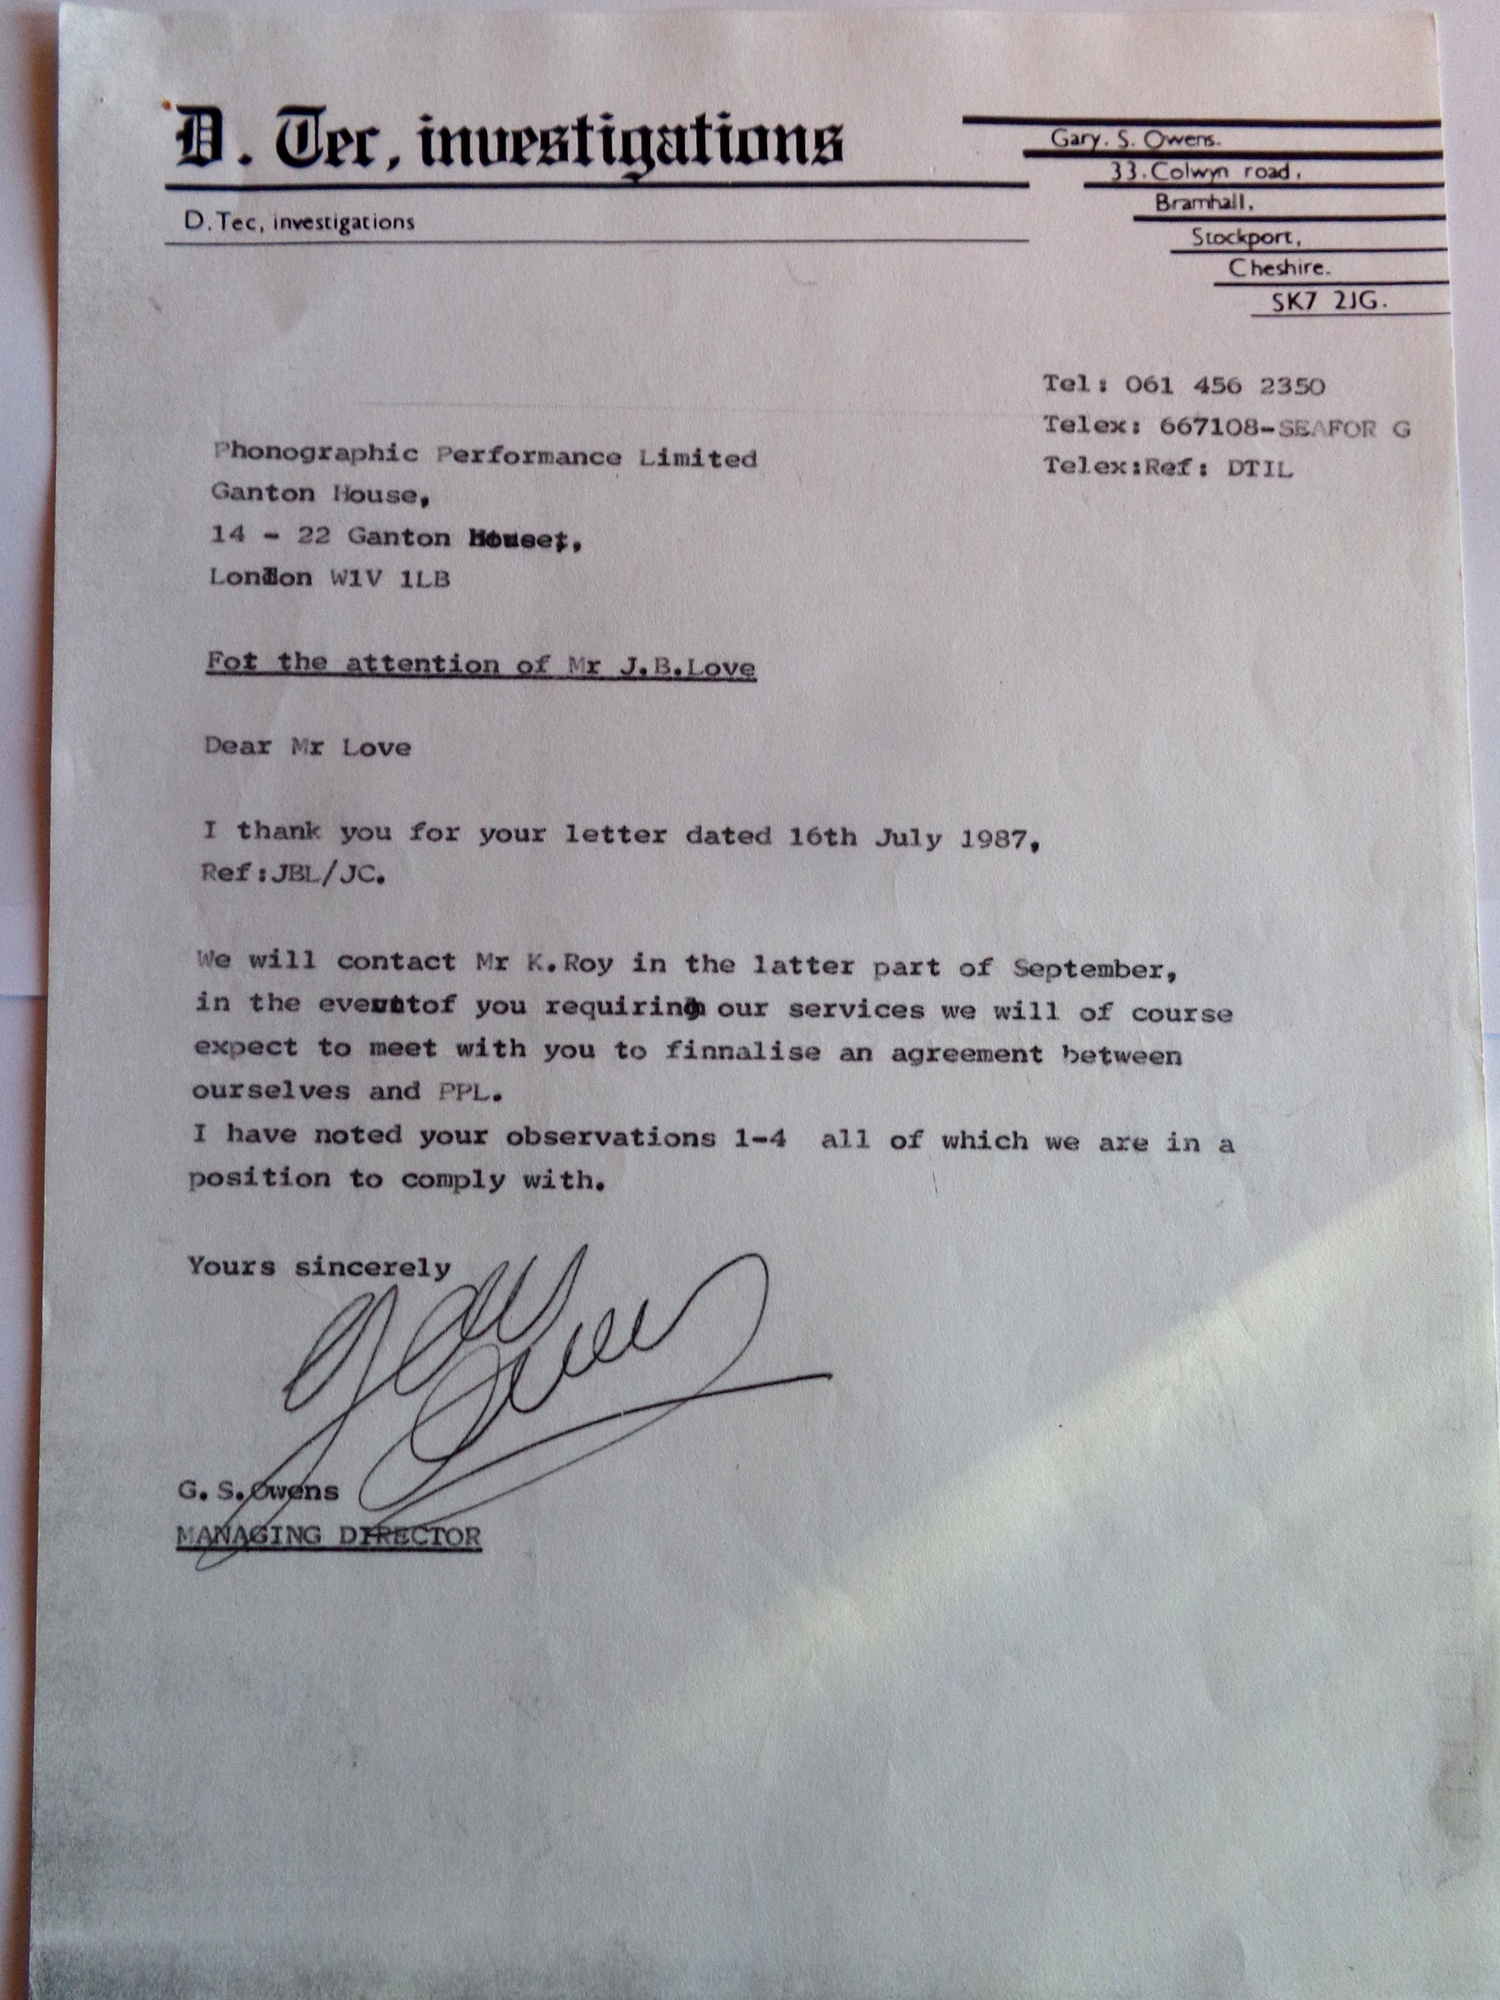 D. Tec, investigations
D. Tec, investigations
Gary. S. Owens.
33. Colwyn road,
Bramhall,
Stockport,
Cheshire.
SK7 2JG.
Tel: 061 456 2350
Telex: 667108-SEAFOR G
Telex:Ref: DTIL
Phonographic Performance Limited
Ganton House,
14 - 22 Ganton
London W1V 1LB
Fot the attention of Mr J.B.Love
Dear Mr Love
I thank you for your letter dated 16th July 1987,
Ref:JBL/JC.
We will contact Mr K.Roy in the latter part of September,
in the event of you requiring our services we will of course
expect to meet with you to finnalise an agreement between
ourselves and PPL.
I have noted your observations 1-4 all of which we are in a
position to comply with.
Yours sincerely
G. S. Owens
MANAGING DIRECTOR